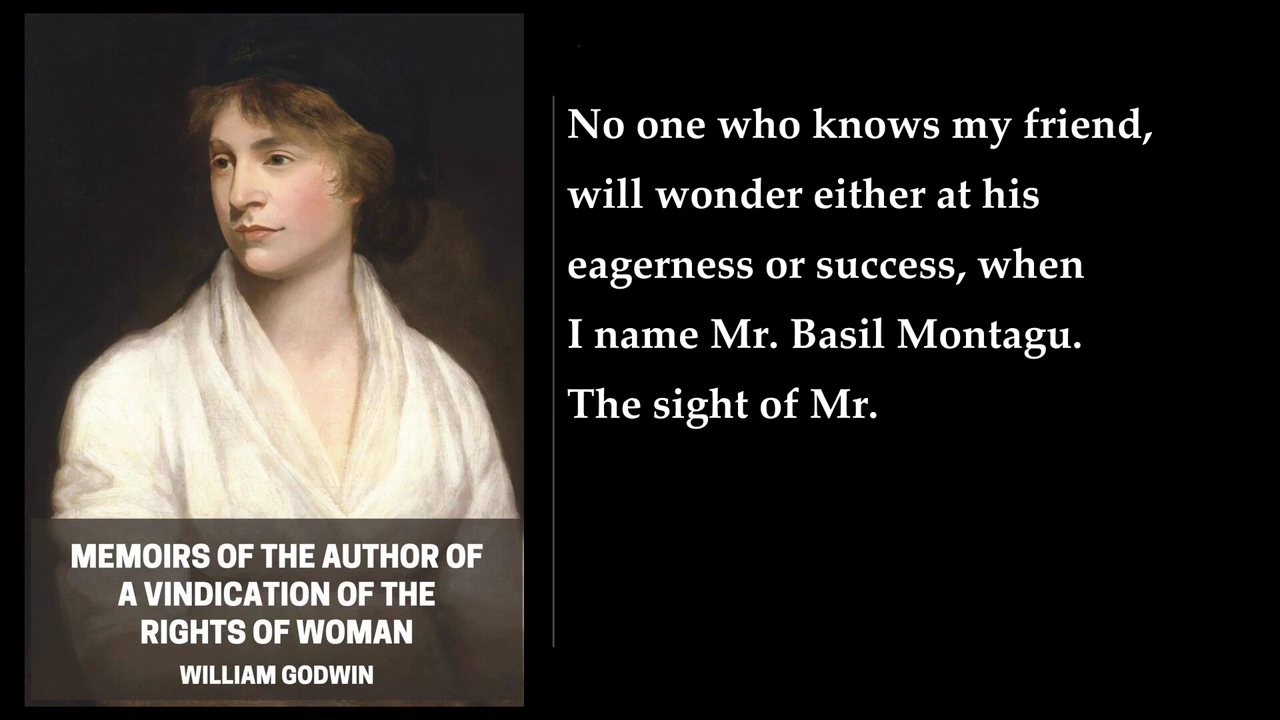 MEMOIRS OF THE AUTHOR OF
A VINDICATION OF THE
RIGHTS OF WOMAN
WILLIAM GODWIN
No one who knows my friend,
will wonder either at his
eagerness or success, when
I name Mr. Basil Montagu.
The sight of Mr.